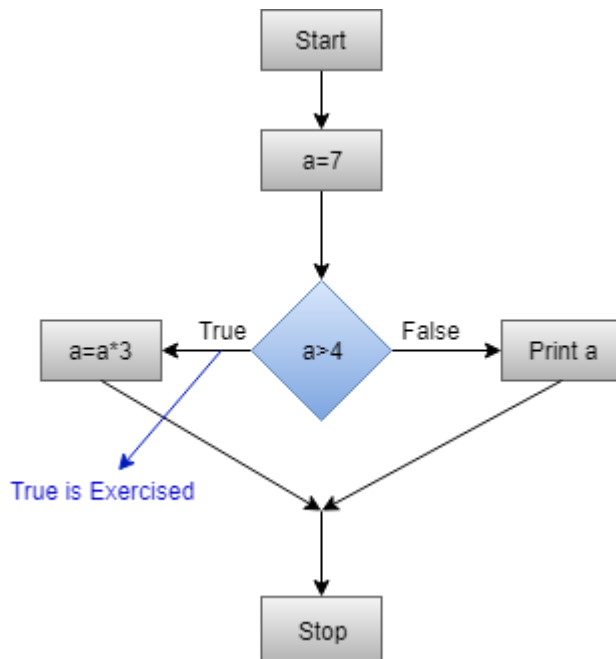 Start
a=7
True
False
a=a*3
a>4
Print a
True is Exercised
Stop